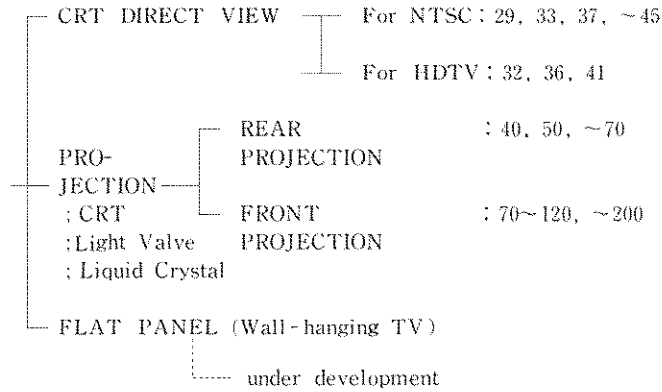 CRT DIRECT VIEW For NTSC : 29, 33, 37, ~45
For HDTV : 32, 36, 41
REAR : 40, 50, ~70
PRO- PROJECTION
JECTION
; CRT FRONT : 70~120, ~200
;Light Valve PROJECTION
; Liquid Crystal
FLAT PANEL (Wall-hanging TV)
under development